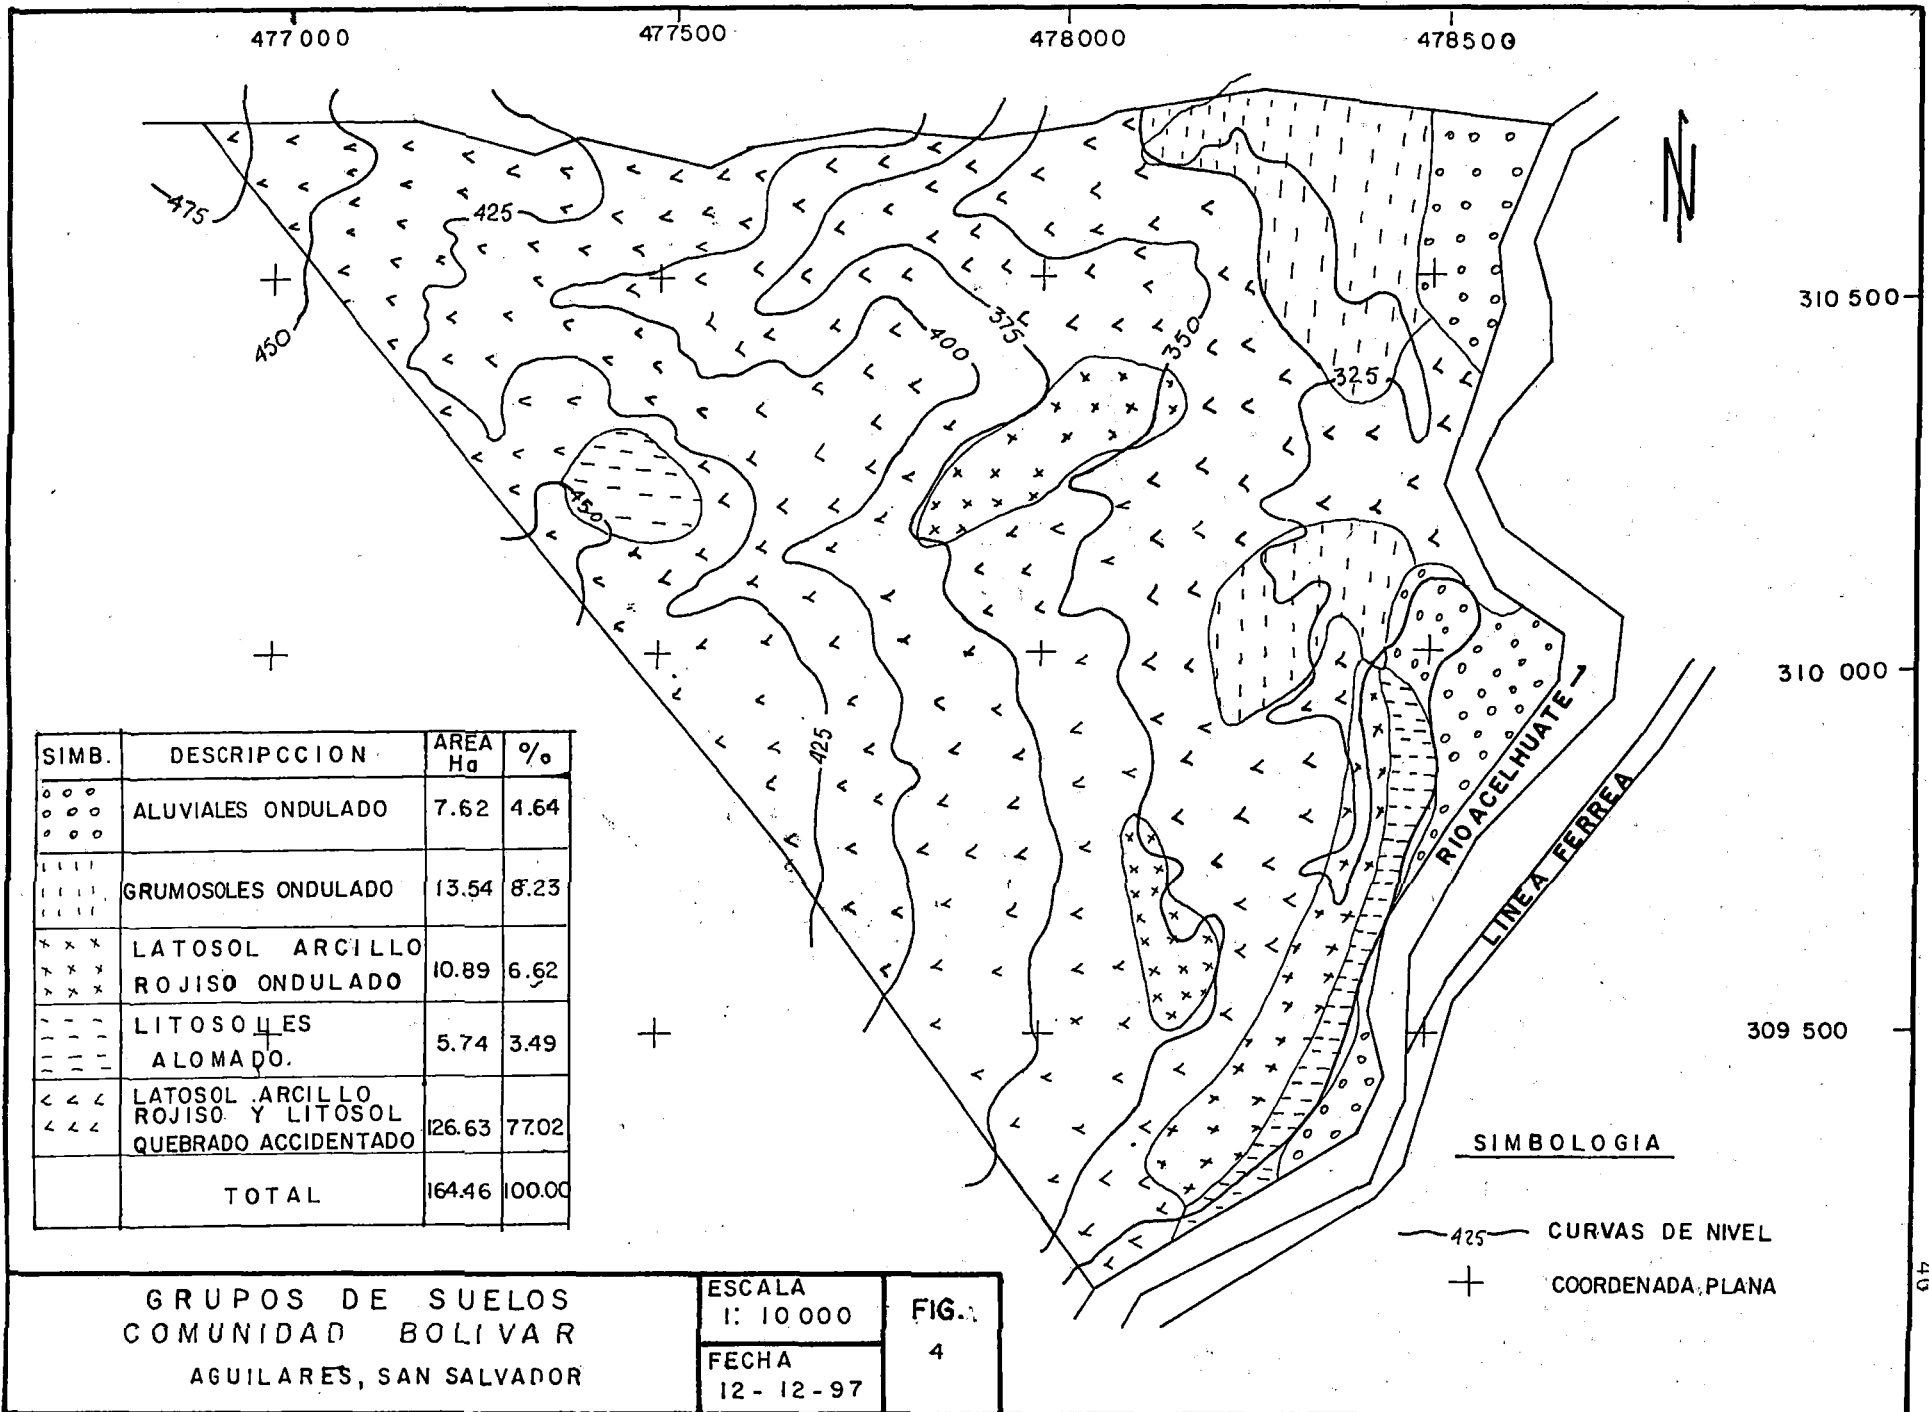 477000
477500
478000
478500
475
425
450
400
375
350
325
310 500
450
425
310 000
RIO ACELHUATE
LINEA FERREA
309 500
SIMB. DESCRIPCCION AREA Ha %
ALUVIALES ONDULADO 7.62 4.64
GRUMOSOLES ONDULADO 13.54 8.23
LATOSOL ARCILLO
ROJISO ONDULADO 10.89 6.62
LITOSOLES
ALOMADO. 5.74 3.49
LATOSOL ARCILLO
ROJISO Y LITOSOL
QUEBRADO ACCIDENTADO 126.63 77.02
TOTAL 164.46 100.00
SIMBOLOGIA
425 CURVAS DE NIVEL
COORDENADA PLANA
GRUPOS DE SUELOS
COMUNIDAD BOLIVAR
AGUILARES, SAN SALVADOR
ESCALA
1: 10 000
FECHA
12-12-97
FIG.
4